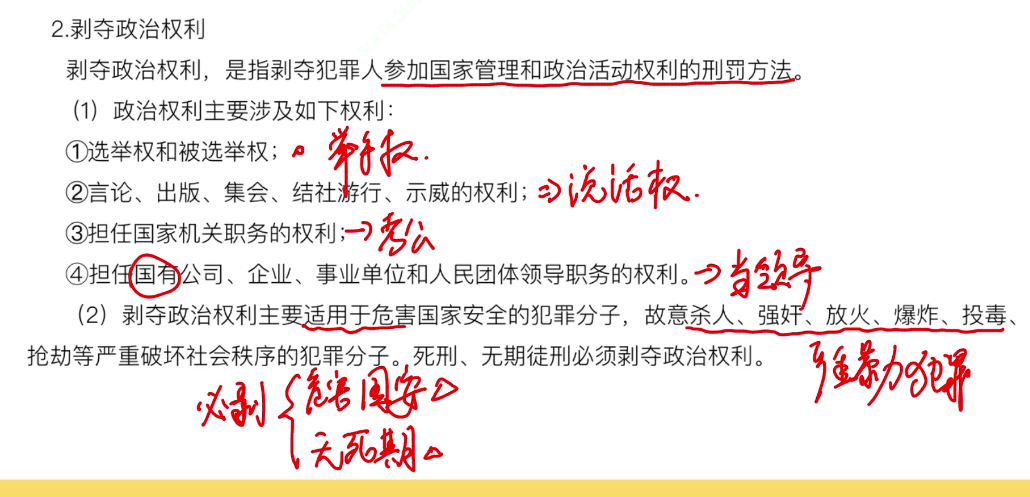 2.剥夺政治权利
剥夺政治权利，是指剥夺犯罪人参加国家管理和政治活动权利的刑罚方法。
（1）政治权利主要涉及如下权利：
①选举权和被选举权； 举手权.
②言论、出版、集会、结社游行、示威的权利；⇒说话权.
③担任国家机关职务的权利；→考公
④担任国有公司、企业、事业单位和人民团体领导职务的权利。→当领导
（2）剥夺政治权利主要适用于危害国家安全的犯罪分子，故意杀人、强奸、放火、爆炸、投毒、
抢劫等严重破坏社会秩序的犯罪分子。死刑、无期徒刑必须剥夺政治权利。
严重暴力犯罪
必剥
危害国安
无死期